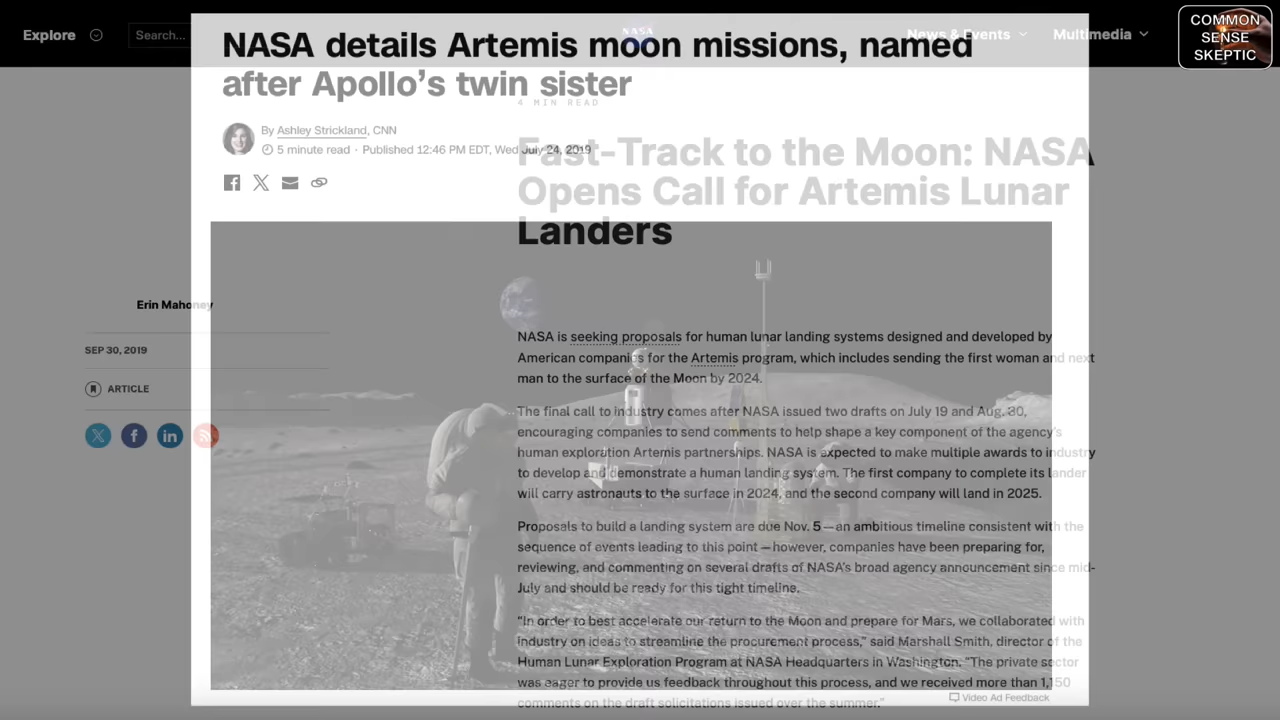 Explore
Search...
NASA
News & Events
Multimedia
COMMON
SENSE
SKEPTIC
NASA details Artemis moon missions, named
after Apollo's twin sister
By Ashley Strickland, CNN
5 minute read · Published 12:46 PM EDT, Wed July 24, 2019
4 MIN READ
Fast-Track to the Moon: NASA
Opens Call for Artemis Lunar
Landers
Erin Mahoney
SEP 30, 2019
ARTICLE
NASA is seeking proposals for human lunar landing systems designed and developed by
American companies for the Artemis program, which includes sending the first woman and next
man to the surface of the Moon by 2024.
The final call to industry comes after NASA issued two drafts on July 19 and Aug. 30,
encouraging companies to send comments to help shape a key component of the agency's
human exploration Artemis partnerships. NASA is expected to make multiple awards to industry
to develop and demonstrate a human landing system. The first company to complete its lander
will carry astronauts to the surface in 2024, and the second company will land in 2025.
Proposals to build a landing system are due Nov. 5—an ambitious timeline consistent with the
sequence of events leading to this point—however, companies have been preparing for,
reviewing, and commenting on several drafts of NASA's broad agency announcement since mid-
July and should be ready for this tight timeline.
"In order to best accelerate our return to the Moon and prepare for Mars, we collaborated with
industry on ideas to streamline the procurement process," said Marshall Smith, director of the
Human Lunar Exploration Program at NASA Headquarters in Washington. "The private sector
was eager to provide us feedback throughout this process, and we received more than 1,150
comments on the draft solicitations issued over the summer."
Video Ad Feedback